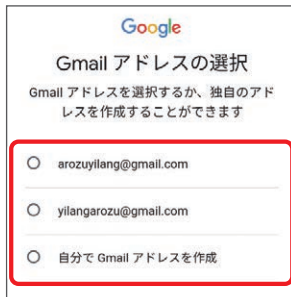 Google
Gmail アドレスの選択
Gmail アドレスを選択するか、独自のアド
レスを作成することができます
arozuyilang@gmail.com
yilangarozu@gmail.com
自分で Gmail アドレスを作成